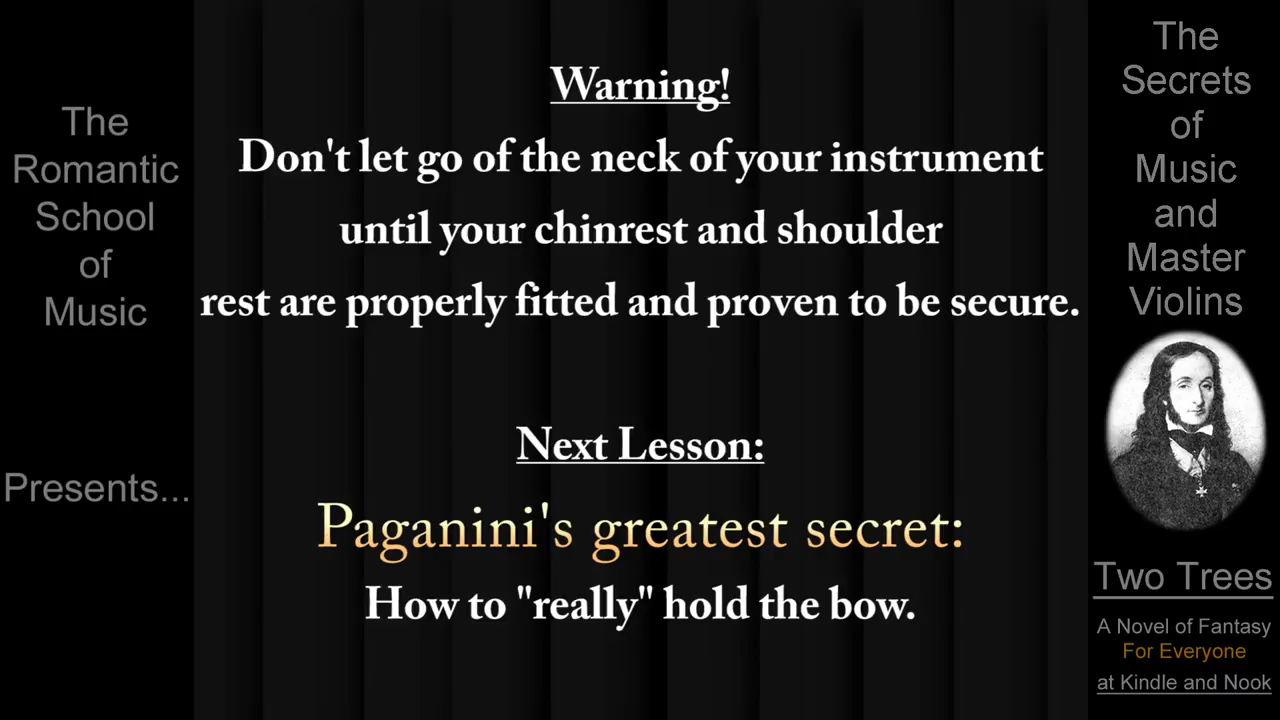 The
Romantic
School
of
Music
Presents...
Warning!
Don't let go of the neck of your instrument
until your chinrest and shoulder
rest are properly fitted and proven to be secure.
Next Lesson:
Paganini's greatest secret:
How to "really" hold the bow.
The
Secrets
of
Music
and
Master
Violins
Two Trees
A Novel of Fantasy
For Everyone
at Kindle and Nook